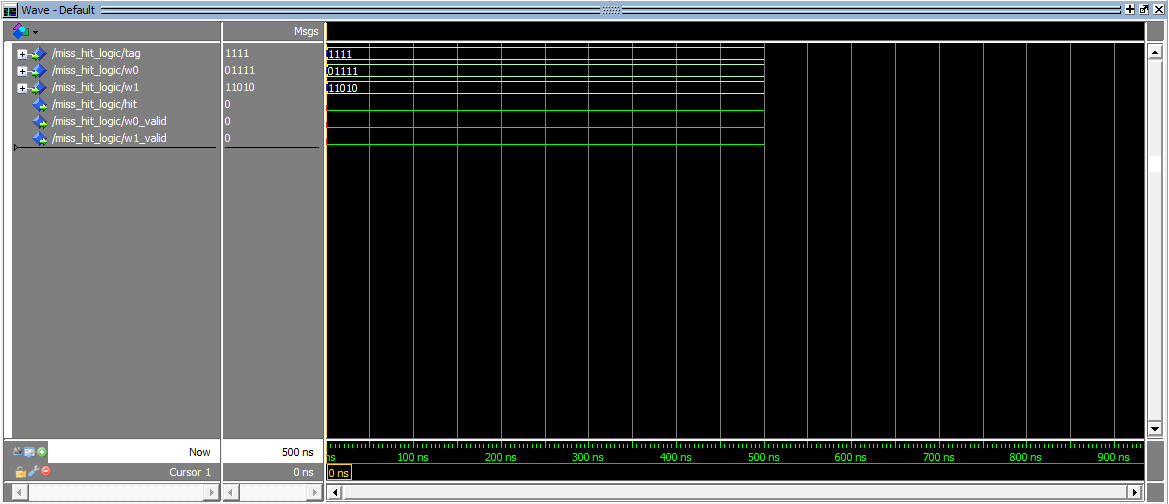 Wave - Default
Msgs
/miss_hit_logic/tag 1111 1111
/miss_hit_logic/w0 01111 01111
/miss_hit_logic/w1 11010 11010
/miss_hit_logic/hit 0
/miss_hit_logic/w0_valid 0
/miss_hit_logic/w1_valid 0
Now 500 ns ns 100 ns 200 ns 300 ns 400 ns 500 ns 600 ns 700 ns 800 ns 900 ns
Cursor 1 0 ns 0 ns